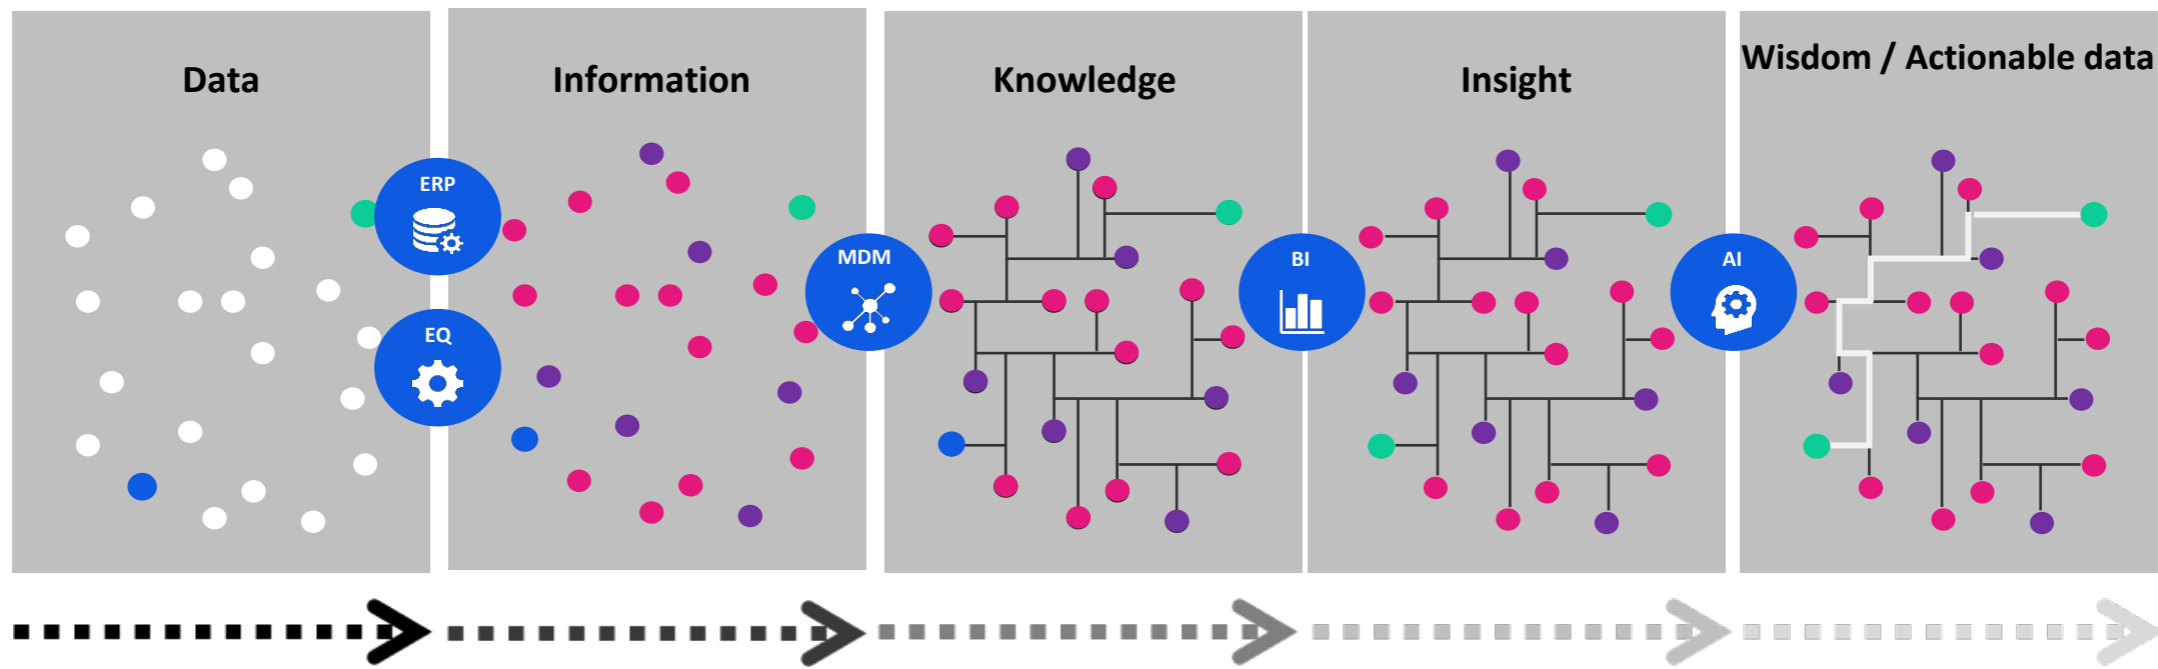 Data
Information
Knowledge
Insight
Wisdom / Actionable data
ERP
EQ
MDM
BI
AI